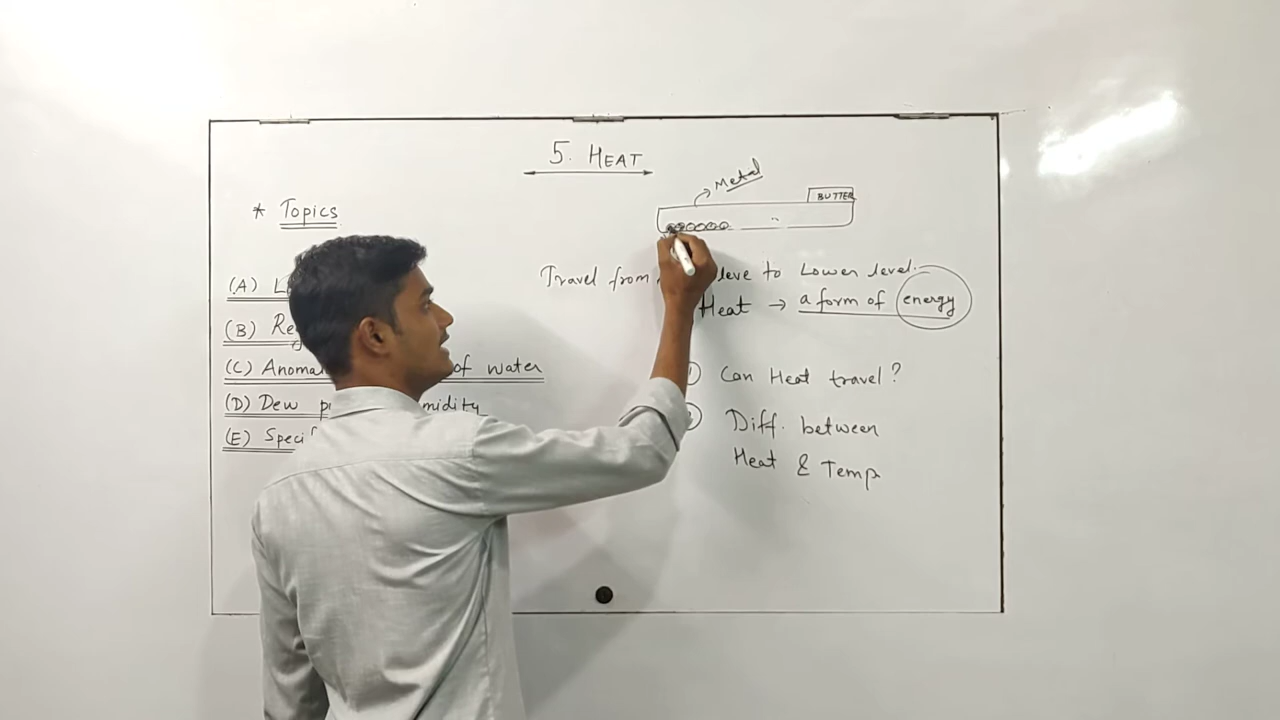 5. HEAT
* Topics
(A)
(B) Re
(C) Anoma of water
(D) Dew p midity
(E) Speci
Metal
BUTTER
Travel from leve to Lower level.
Heat → a form of energy
Can Heat travel?
Diff. between
Heat & Temp